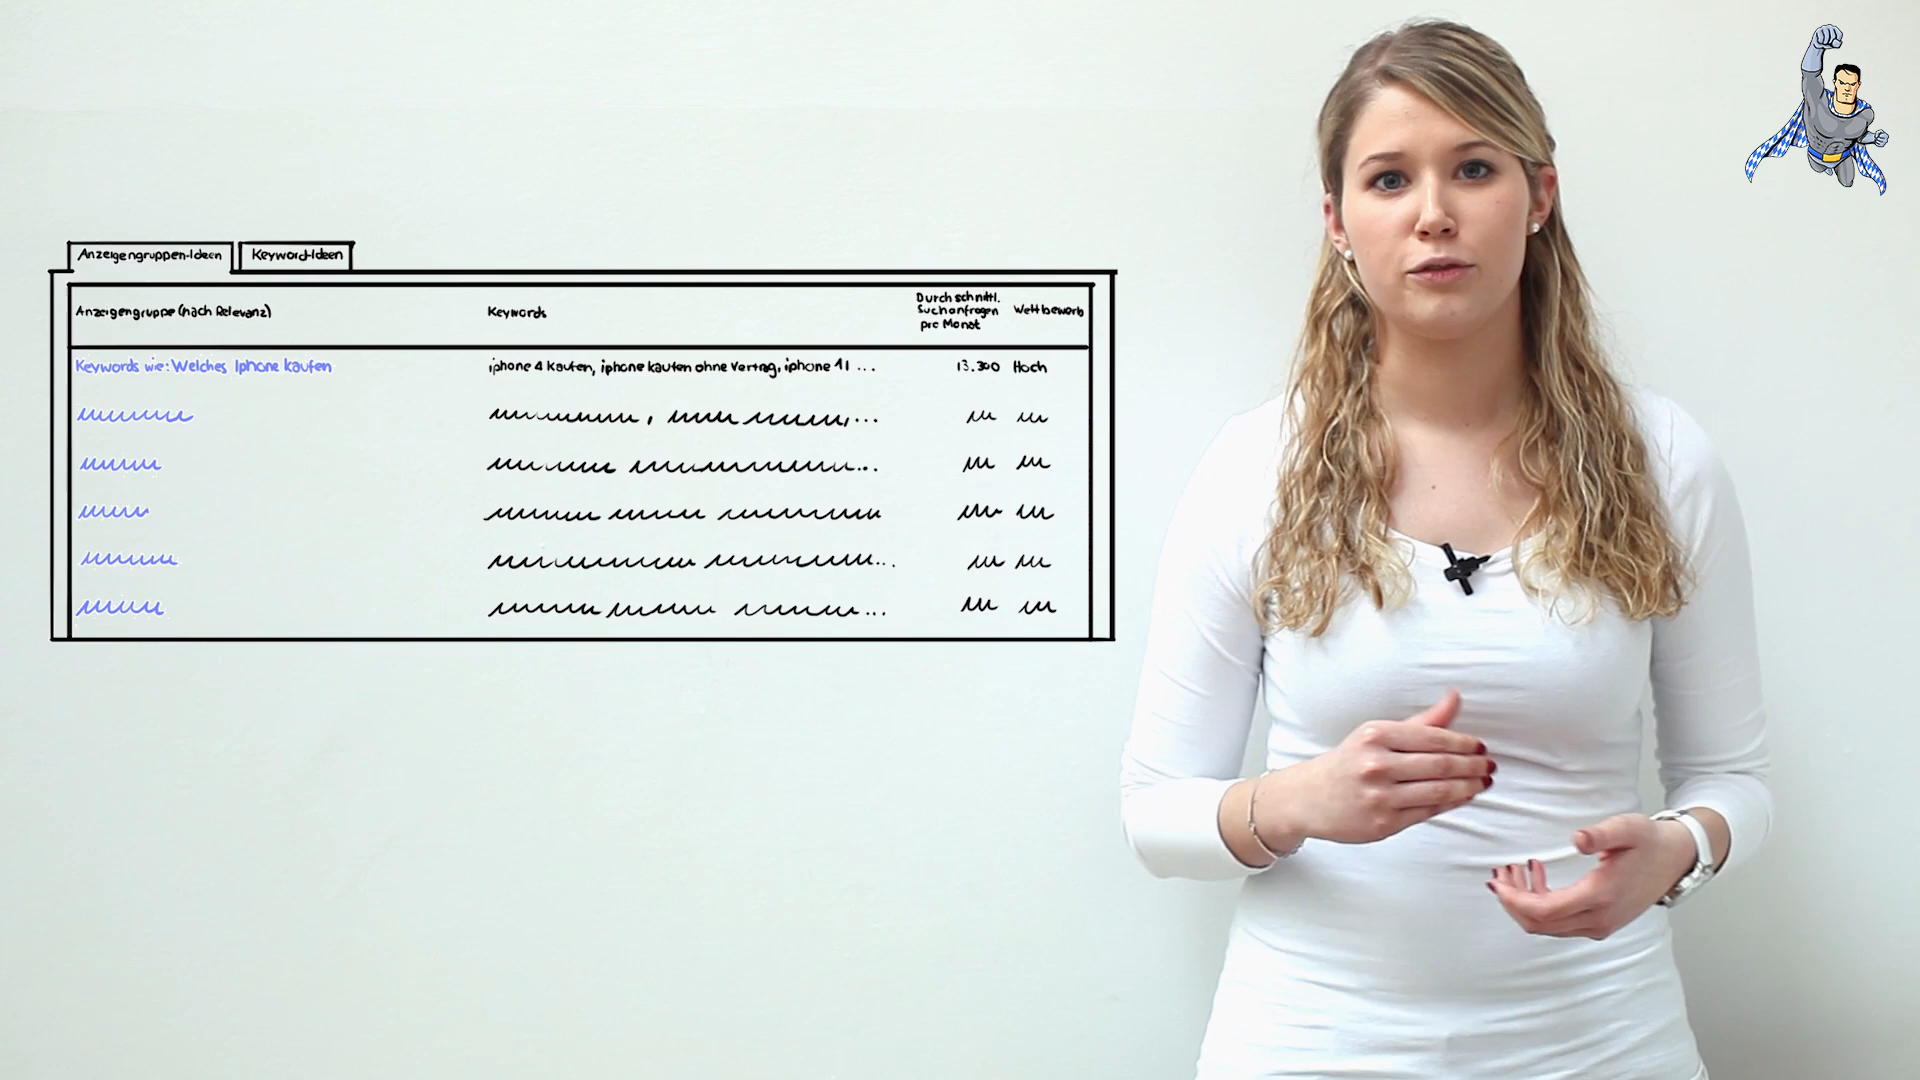 Anzeigengruppen-Ideen
Keyword-Ideen
Anzeigengruppe (nach Relevanz)
Keywords
Durchschnittl.
Suchanfragen
pro Monat
Wettbewerb
Keywords wie: Welches Iphone kaufen
iphone 4 kaufen, iphone kaufen ohne Vertrag, iphone 11 ...
13.300
Hoch